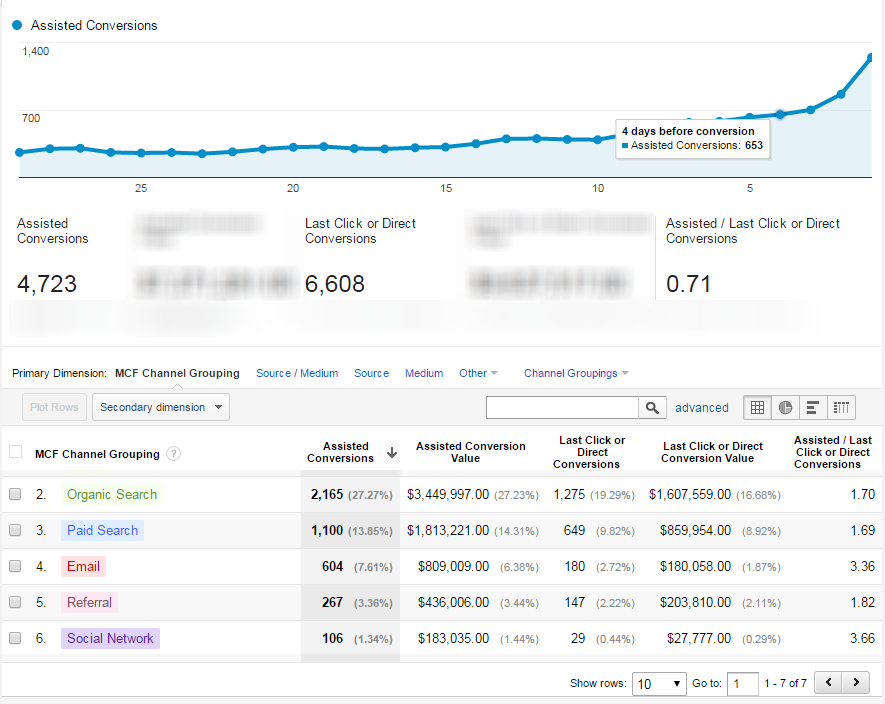 Assisted Conversions
1,400
700
4 days before conversion
Assisted Conversions: 653
25 20 15 10 5
Assisted Last Click or Direct Assisted / Last Click or Direct
Conversions Conversions Conversions
4,723 6,608 0.71
Primary Dimension: MCF Channel Grouping Source / Medium Source Medium Other Channel Groupings
Plot Rows Secondary dimension advanced
MCF Channel Grouping ? Assisted Conversions Assisted Conversion Value Last Click or Direct Conversions Last Click or Direct Conversion Value Assisted / Last Click or Direct Conversions
2. Organic Search 2,165 (27.27%) $3,449,997.00 (27.23%) 1,275 (19.29%) $1,607,559.00 (16.68%) 1.70
3. Paid Search 1,100 (13.85%) $1,813,221.00 (14.31%) 649 (9.82%) $859,954.00 (8.92%) 1.69
4. Email 604 (7.61%) $809,009.00 (6.38%) 180 (2.72%) $180,058.00 (1.87%) 3.36
5. Referral 267 (3.36%) $436,006.00 (3.44%) 147 (2.22%) $203,810.00 (2.11%) 1.82
6. Social Network 106 (1.34%) $183,035.00 (1.44%) 29 (0.44%) $27,777.00 (0.29%) 3.66
Show rows: 10 Go to: 1 1 - 7 of 7